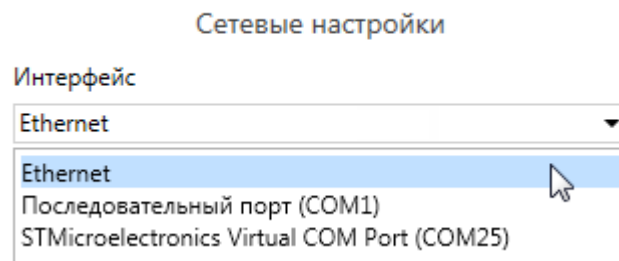 Сетевые настройки
Интерфейс
Ethernet
Ethernet
Последовательный порт (COM1)
STMicroelectronics Virtual COM Port (COM25)